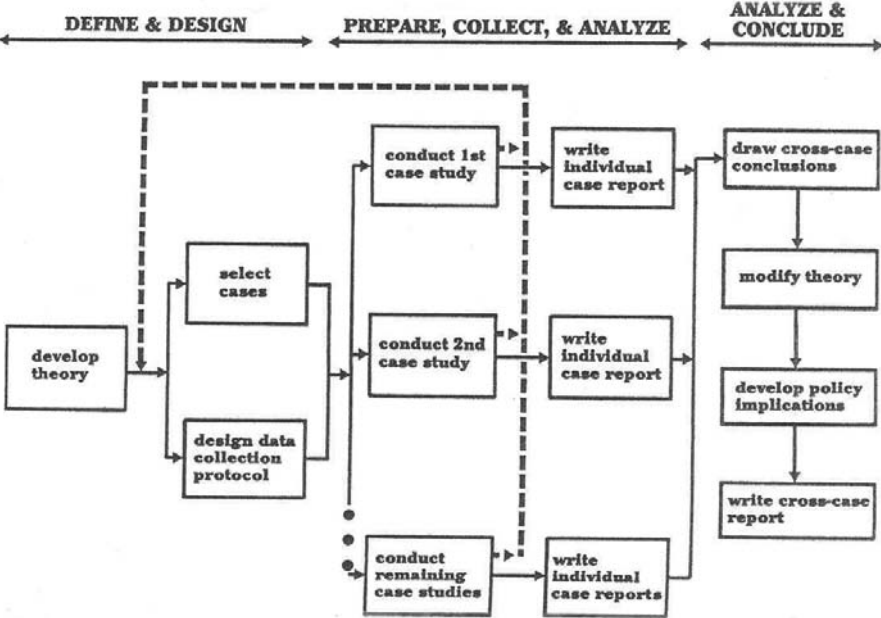 DEFINE & DESIGN
PREPARE, COLLECT, & ANALYZE
ANALYZE &
CONCLUDE
develop
theory
select
cases
design data
collection
protocol
conduct 1st
case study
conduct 2nd
case study
conduct
remaining
case studies
write
individual
case report
write
individual
case report
write
individual
case reports
draw cross-case
conclusions
modify theory
develop policy
implications
write cross-case
report